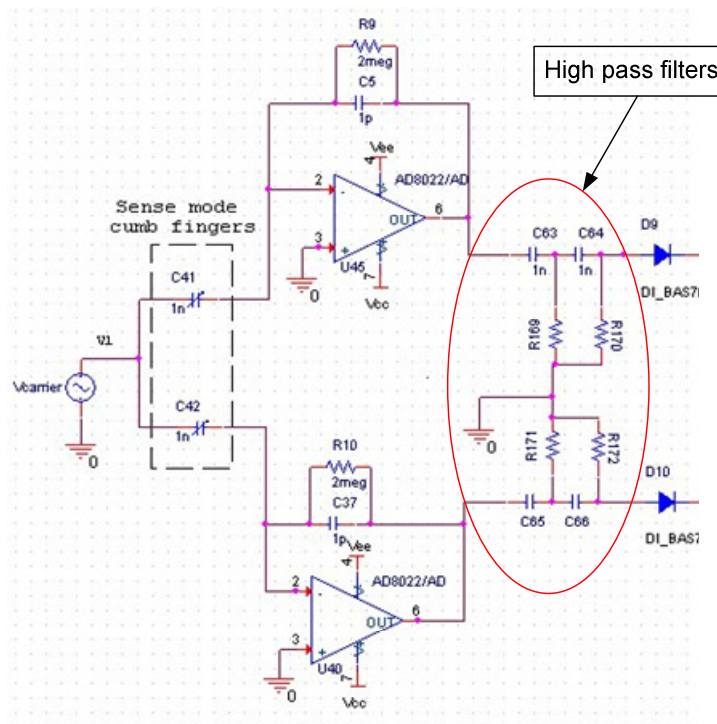 R9
2meg
C5
1p
High pass filters
Vee
4
AD8022/AD
2
-
6
OUT
3
+
U45
7
Vcc
0
Sense mode
cumb fingers
C41
1n
V1
Vcarrier
0
C42
1n
C63
1n
C64
1n
D9
DI_BAS7
R169
R170
0
R171
R172
D10
C65
C66
DI_BAS7
R10
2meg
C37
1p
Vee
4
AD8022/AD
2
-
6
OUT
3
+
U40
7
Vcc
0